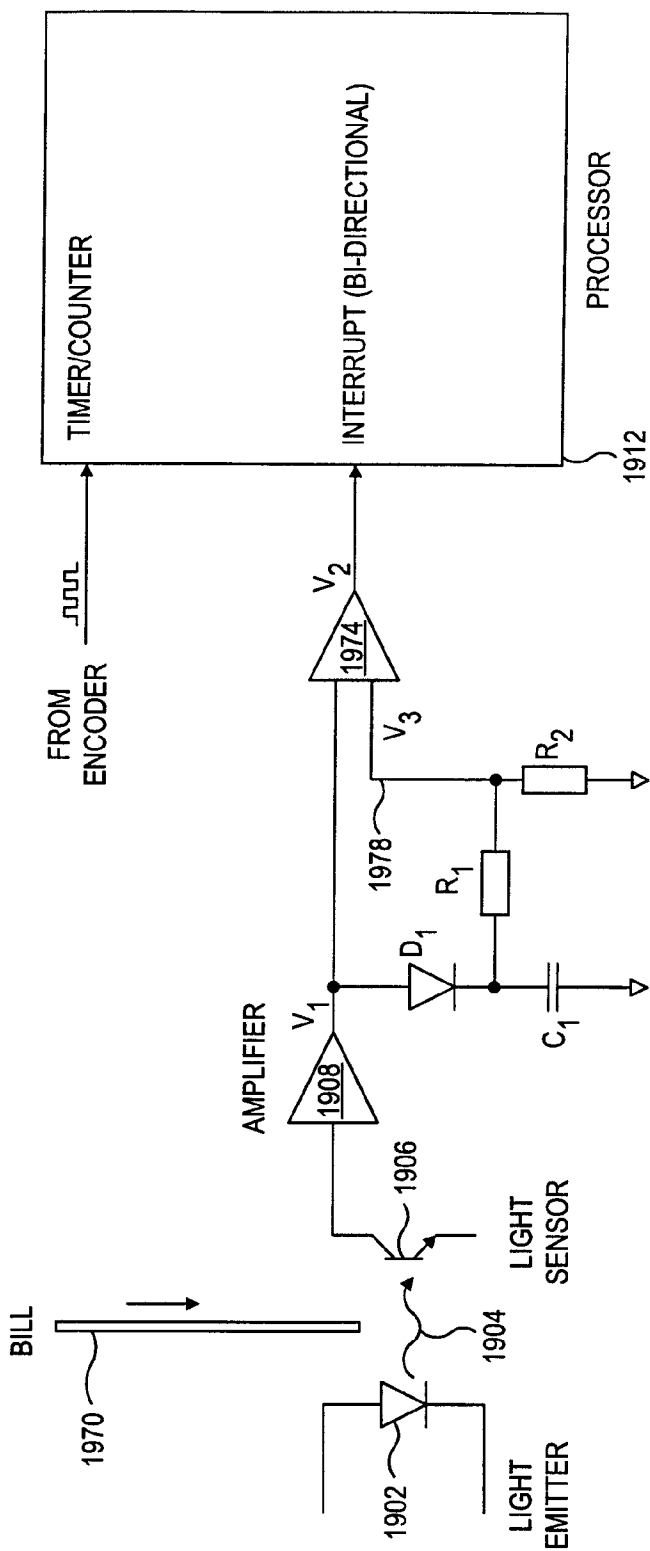 BILL
1970
LIGHT
EMITTER
1902
1904
LIGHT
SENSOR
1906
AMPLIFIER
1908
V1
D1
C1
R1
R2
1978
V3
1974
V2
FROM
ENCODER
TIMER/COUNTER
INTERRUPT (BI-DIRECTIONAL)
PROCESSOR
1912